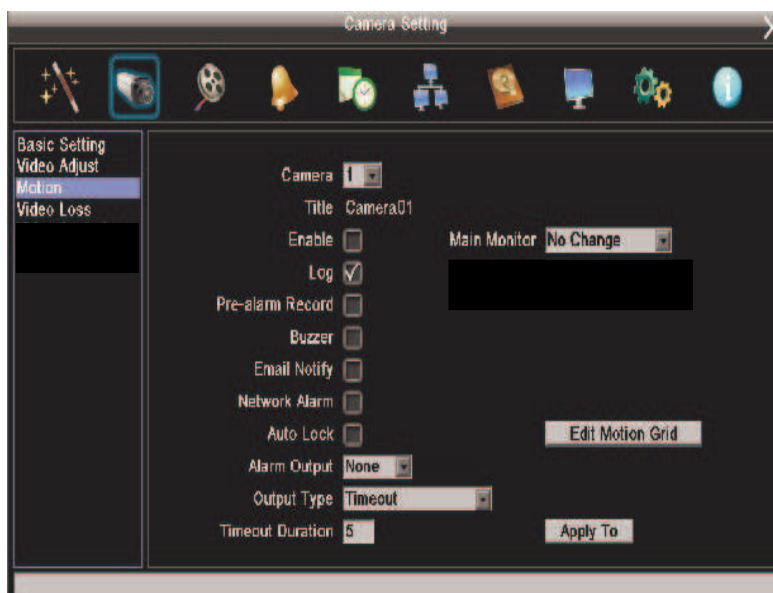 Camera Setting
Basic Setting
Video Adjust
Motion
Video Loss
Camera 1
Title Camera01
Enable
Main Monitor No Change
Log
Pre-alarm Record
Buzzer
Email Notify
Network Alarm
Auto Lock
Edit Motion Grid
Alarm Output None
Output Type Timeout
Timeout Duration 5
Apply To